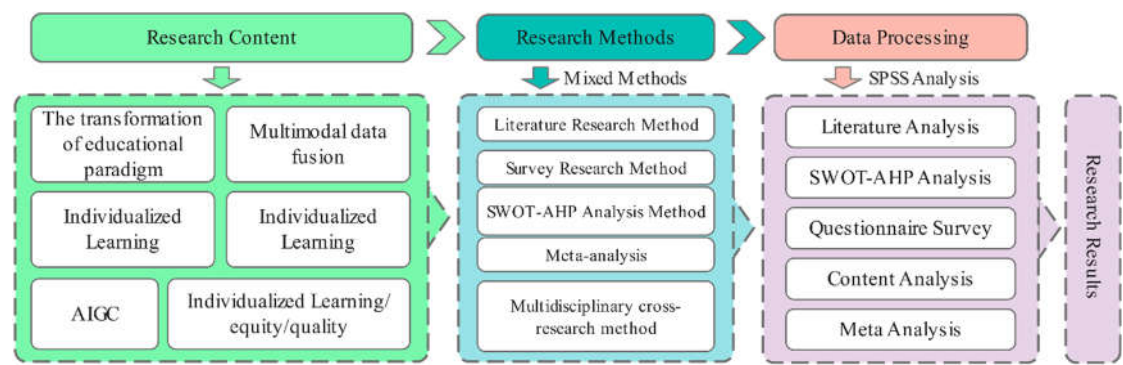 Research Content
Research Methods
Data Processing
Mixed Methods
SPSS Analysis
The transformation
of educational
paradigm
Multimodal data
fusion
Individualized
Learning
Individualized
Learning
AIGC
Individualized Learning/
equity/quality
Literature Research Method
Survey Research Method
SWOT-AHP Analysis Method
Meta-analysis
Multidisciplinary cross-
research method
Literature Analysis
SWOT-AHP Analysis
Questionnaire Survey
Content Analysis
Meta Analysis
Research Results